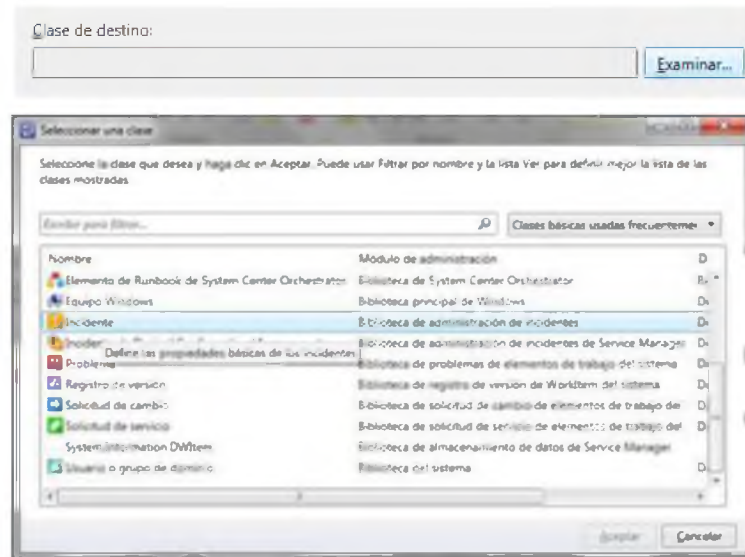 Clase de destino:
Examinar...
Seleccionar una clase
Seleccione la clase que desea y haga clic en Aceptar. Puede usar Filtrar por nombre y la lista Ver para definir mejor la lista de las
clases mostradas
Escribir para filtrar...
Clases básicas usadas frecuentemer
Nombre Módulo de administración D
Elemento de Runbook de System Center Orchestrator Biblioteca de System Center Orchestrator
Equipo Windows Biblioteca principal de Windows
Incidente Biblioteca de administración de incidentes
Biblioteca de administración de incidentes de Service Manager
Define las propiedades básicas de los incidentes
Problema Biblioteca de problemas de elementos de trabajo del sistema
Registro de versión Biblioteca de registro de versión de WorkItem del sistema
Solicitud de cambio Biblioteca de solicitud de cambio de elementos de trabajo del
Solicitud de servicio Biblioteca de solicitud de servicio de elementos de trabajo del
System Information DWItem Biblioteca de almacenamiento de datos de Service Manager
Usuario o grupo de dominio Biblioteca del sistema
Aceptar Cancelar